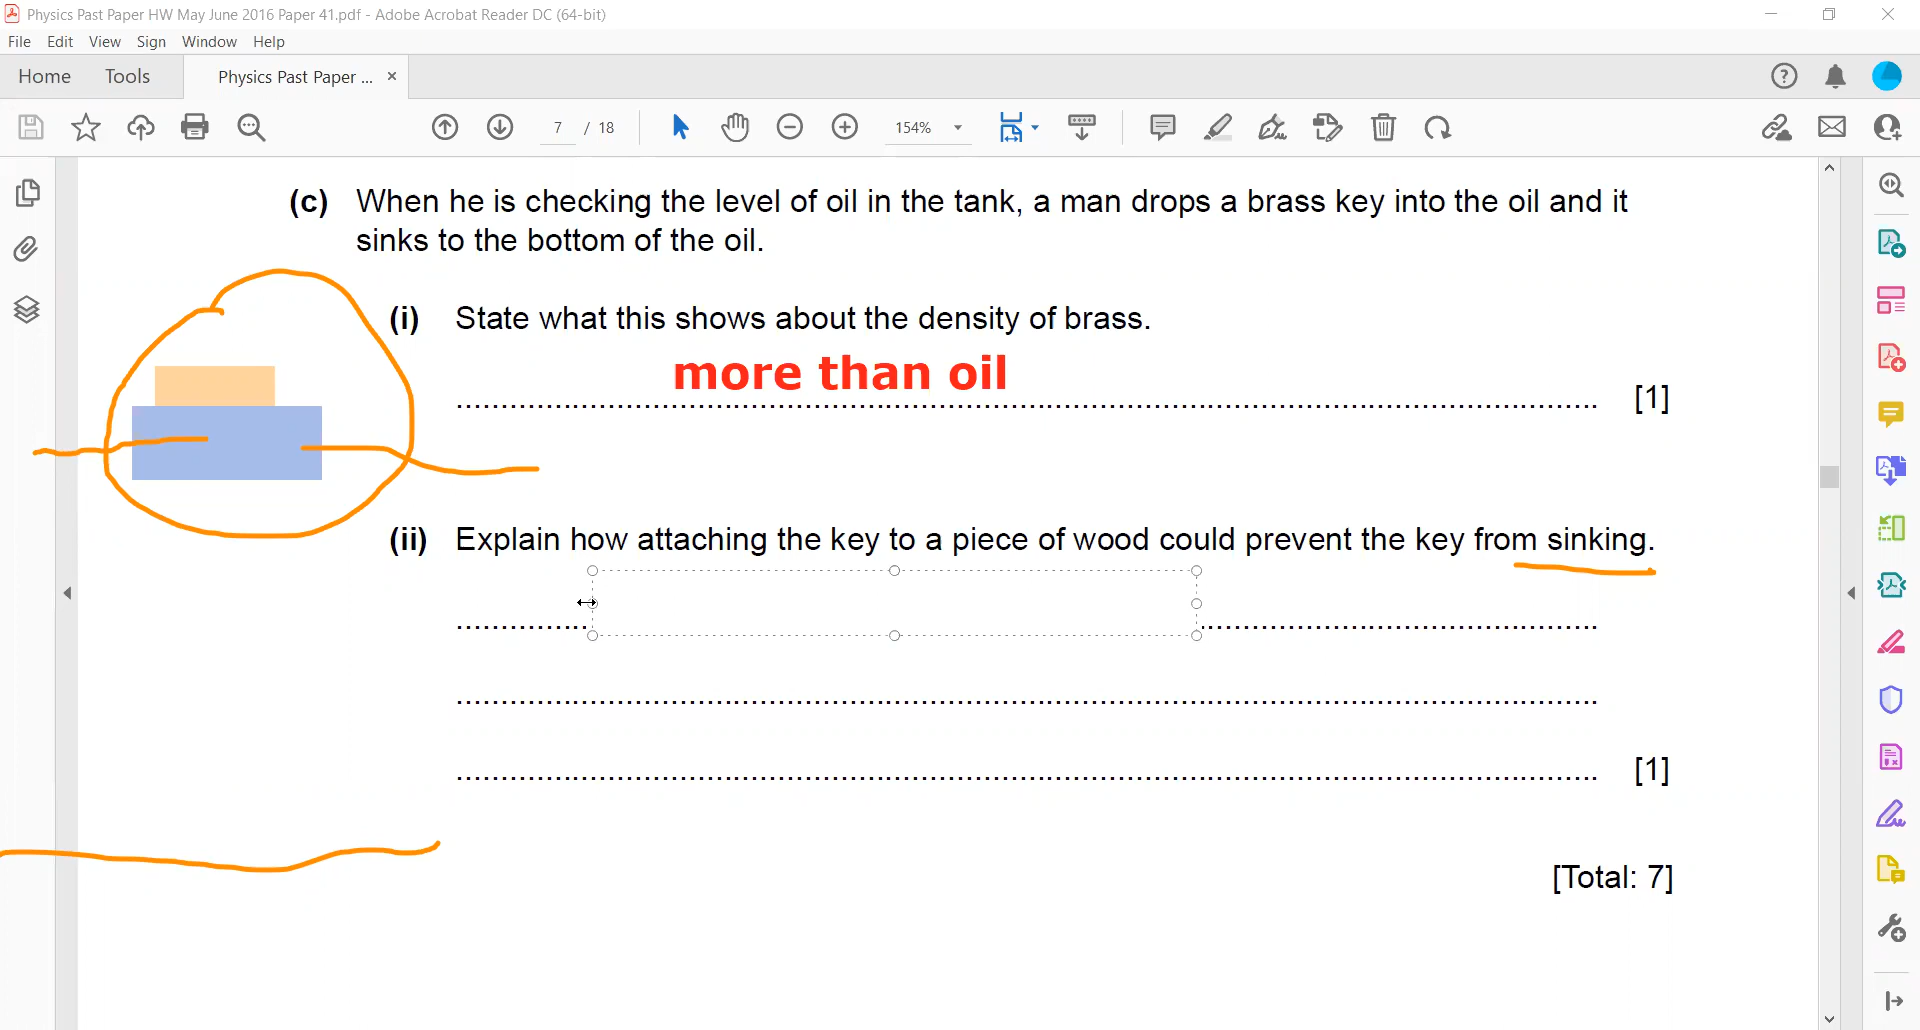 Physics Past Paper HW May June 2016 Paper 41.pdf - Adobe Acrobat Reader DC (64-bit)
File Edit View Sign Window Help
Home Tools Physics Past Paper ... ×
7 / 18 154%
(c) When he is checking the level of oil in the tank, a man drops a brass key into the oil and it
sinks to the bottom of the oil.
(i) State what this shows about the density of brass.
more than oil
[1]
(ii) Explain how attaching the key to a piece of wood could prevent the key from sinking.
[1]
[Total: 7]